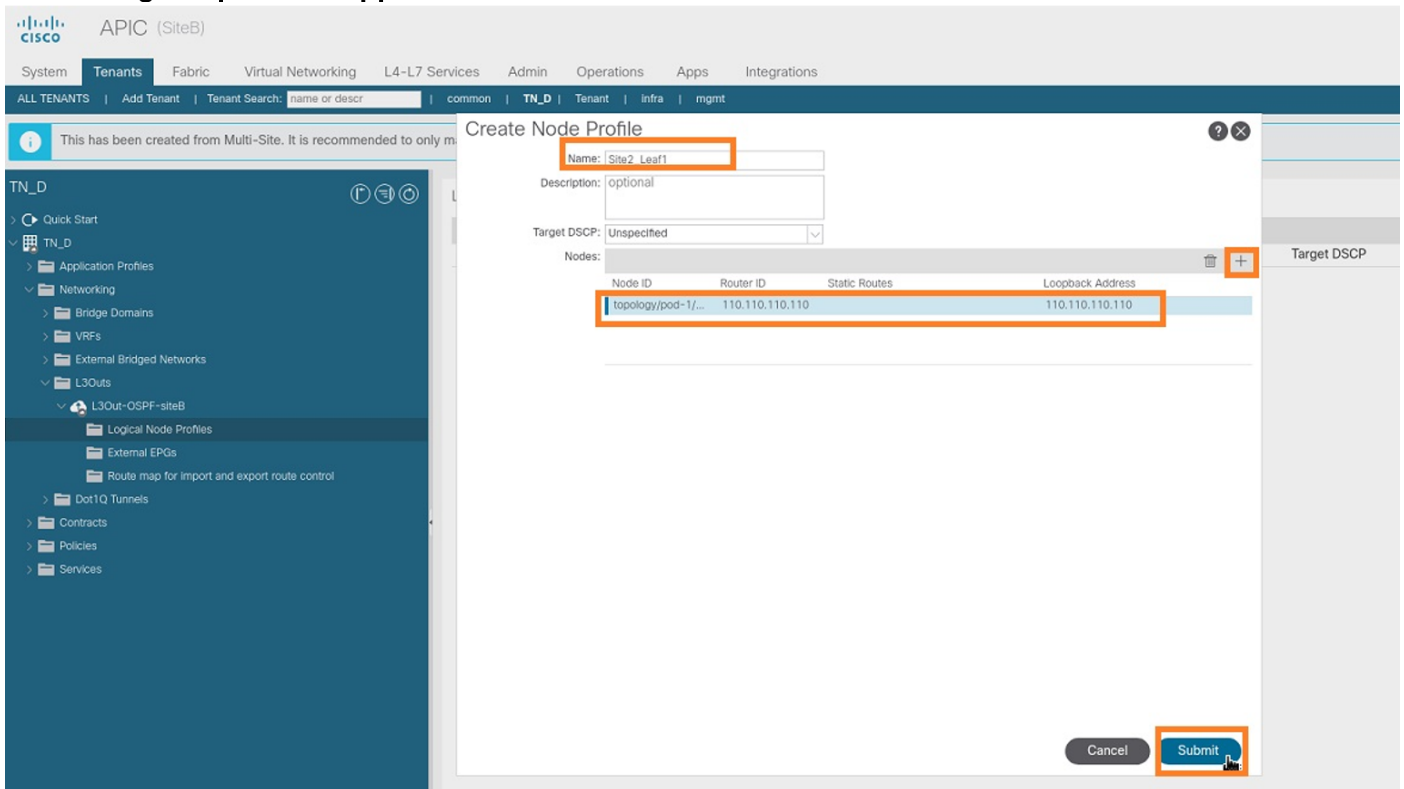 CISCO
APIC (SiteB)
System Tenants Fabric Virtual Networking L4-L7 Services Admin Operations Apps Integrations
ALL TENANTS | Add Tenant | Tenant Search: name or descr | common | TN_D | Tenant | infra | mgmt
This has been created from Multi-Site. It is recommended to only m
TN_D
Quick Start
TN_D
Application Profiles
Networking
Bridge Domains
VRFs
External Bridged Networks
L3Outs
L3Out-OSPF-siteB
Logical Node Profiles
External EPGs
Route map for import and export route control
Dot1Q Tunnels
Contracts
Policies
Services
Create Node Profile
Name: Site2_Leaf1
Description: optional
Target DSCP: Unspecified
Nodes:
Node ID Router ID Static Routes Loopback Address
topology/pod-1/... 110.110.110.110 110.110.110.110
Cancel Submit
Target DSCP